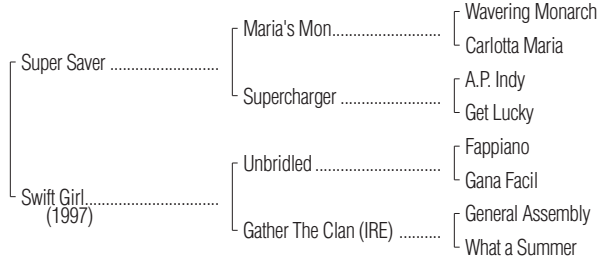 Wavering Monarch
Maria's Mon
Carlotta Maria
Super Saver
A.P. Indy
Supercharger
Get Lucky
Fappiano
Unbridled
Gana Facil
Swift Girl
(1997)
General Assembly
Gather The Clan (IRE)
What a Summer